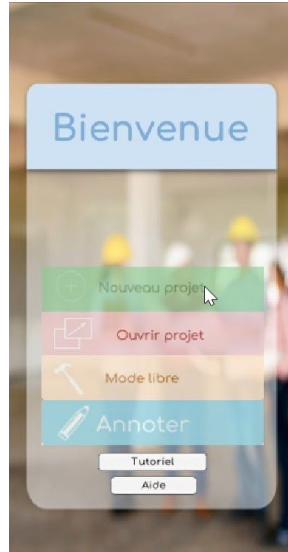 Bienvenue
Nouveau projet
Ouvrir projet
Mode libre
Annoter
Tutoriel
Aide